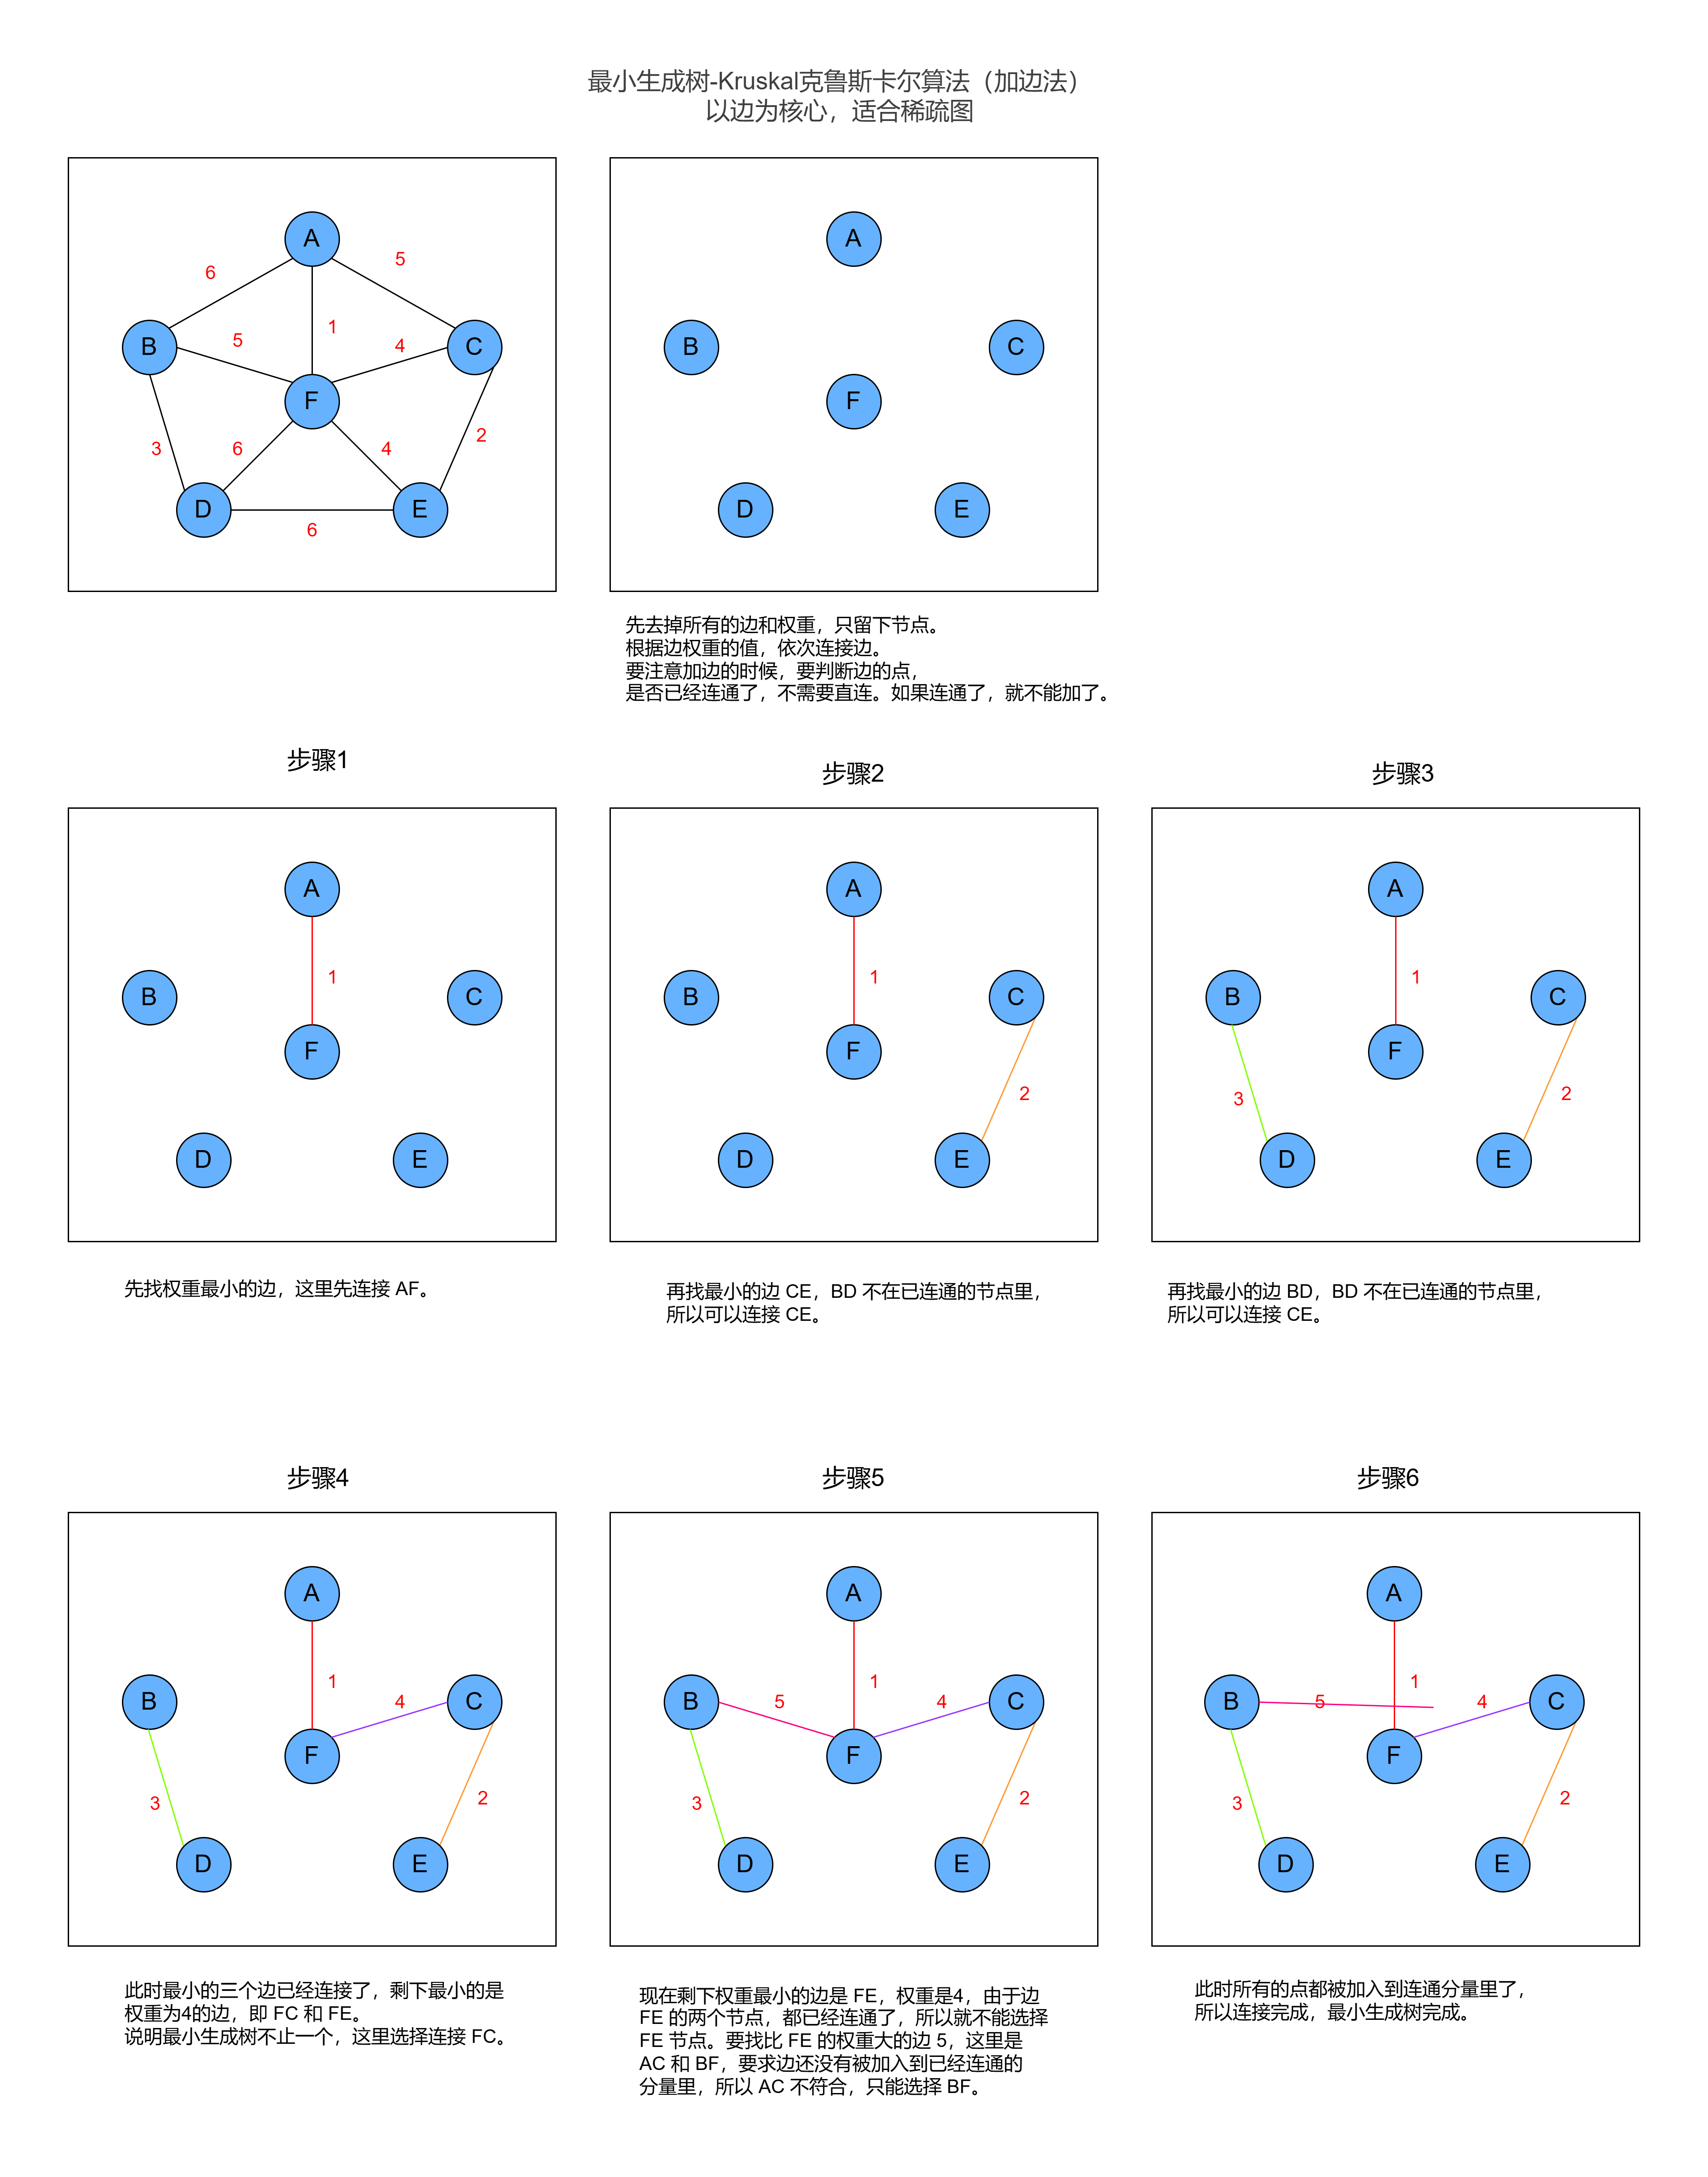 最小生成树-Kruskal克鲁斯卡尔算法（加边法）
以边为核心，适合稀疏图
A
6
5
B
5
1
4
C
F
3
6
4
2
D
E
6
A
B
C
F
D
E
先去掉所有的边和权重，只留下节点。
根据边权重的值，依次连接边。
要注意加边的时候，要判断边的点，
是否已经连通了，不需要直连。如果连通了，就不能加了。
步骤1
A
1
B
C
F
D
E
先找权重最小的边，这里先连接 AF。
步骤2
A
1
B
C
F
2
D
E
再找最小的边 CE，BD 不在已连通的节点里，
所以可以连接 CE。
步骤3
A
1
B
C
F
3
2
D
E
再找最小的边 BD，BD 不在已连通的节点里，
所以可以连接 CE。
步骤4
A
1
B
4
C
F
3
2
D
E
此时最小的三个边已经连接了，剩下最小的是
权重为4的边，即 FC 和 FE。
说明最小生成树不止一个，这里选择连接 FC。
步骤5
A
1
B
5
4
C
F
3
2
D
E
现在剩下权重最小的边是 FE，权重是4，由于边
FE 的两个节点，都已经连通了，所以就不能选择
FE 节点。要找比 FE 的权重大的边 5，这里是
AC 和 BF，要求边还没有被加入到已经连通的
分量里，所以 AC 不符合，只能选择 BF。
步骤6
A
1
B
5
4
C
F
3
2
D
E
此时所有的点都被加入到连通分量里了，
所以连接完成，最小生成树完成。